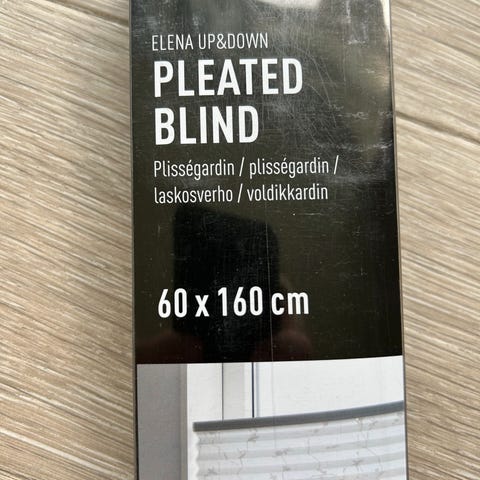 ELENA UP&DOWN
PLEATED
BLIND
Plisségardin / plisségardin /
laskosverho / voldikkardin
60 x 160 cm